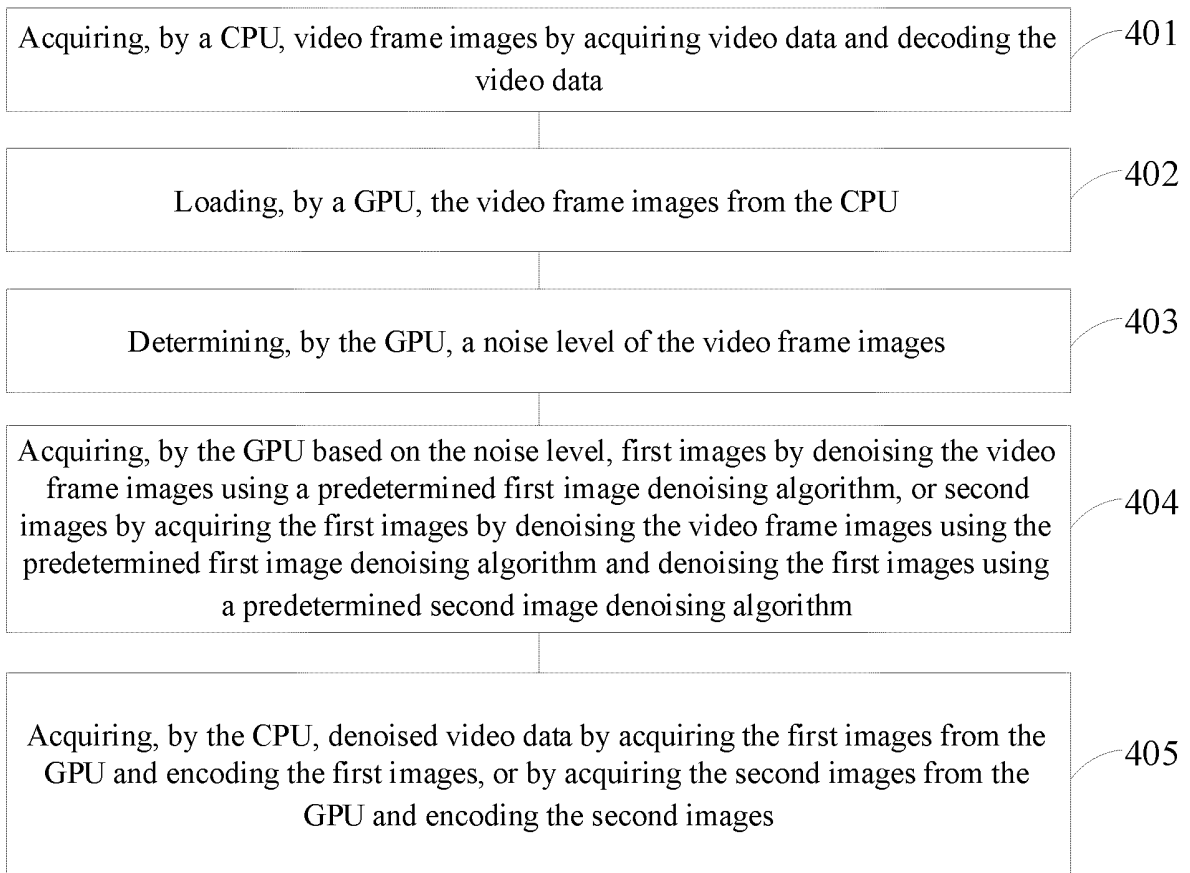 Acquiring, by a CPU, video frame images by acquiring video data and decoding the
video data
401
Loading, by a GPU, the video frame images from the CPU
402
Determining, by the GPU, a noise level of the video frame images
403
Acquiring, by the GPU based on the noise level, first images by denoising the video
frame images using a predetermined first image denoising algorithm, or second
images by acquiring the first images by denoising the video frame images using the
predetermined first image denoising algorithm and denoising the first images using
a predetermined second image denoising algorithm
404
Acquiring, by the CPU, denoised video data by acquiring the first images from the
GPU and encoding the first images, or by acquiring the second images from the
GPU and encoding the second images
405